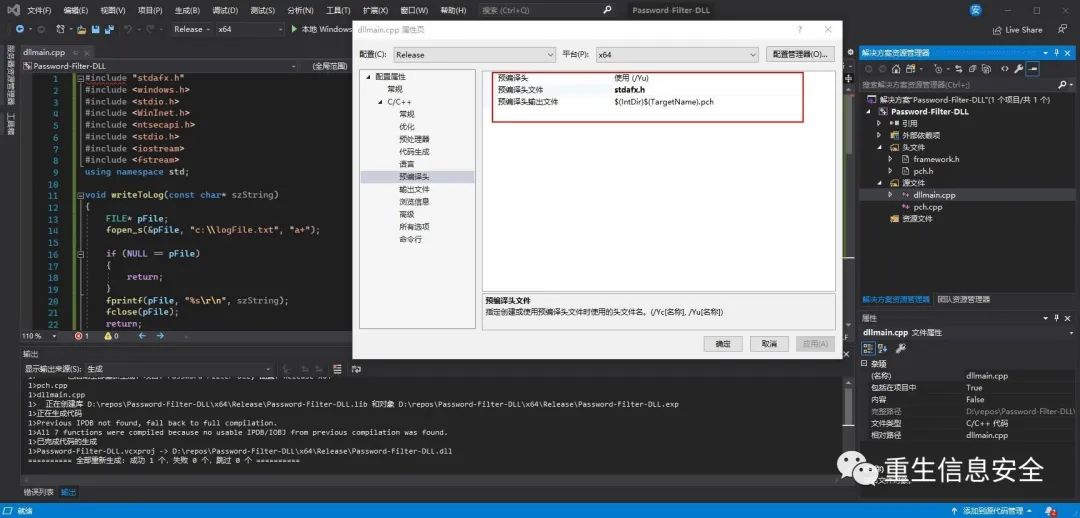 文件(F) 编辑(E) 视图(V) Git(G) 项目(P) 生成(B) 调试(D) 测试(S) 分析(N) 工具(T) 扩展(X) 窗口(W) 帮助(H) 搜索 (Ctrl+Q) Password-Filter-DLL 安
Release x64 本地 Windows Live Share
dllmain.cpp
Password-Filter-DLL (全局范围)
1 #include "stdafx.h"
2 #include <windows.h>
3 #include <stdio.h>
4 #include <WinInet.h>
5 #include <ntsecapi.h>
6 #include <stdio.h>
7 #include <iostream>
8 #include <fstream>
9 using namespace std;
10
11 void writeToLog(const char* szString)
12 {
13 FILE* pFile;
14 fopen_s(&pFile, "c:\\logFile.txt", "a+");
15
16 if (NULL == pFile)
17 {
18 return;
19 }
20 fprintf(pFile, "%s\r\n", szString);
21 fclose(pFile);
22 return;
110 % 1 0
dllmain.cpp 属性页
配置(C): Release 平台(P): x64 配置管理器(O)...
配置属性
常规
C/C++
常规
优化
预处理器
代码生成
语言
预编译头
输出文件
浏览信息
高级
所有选项
命令行
预编译头 使用 (/Yu)
预编译头文件 stdafx.h
预编译头输出文件 $(IntDir)$(TargetName).pch
预编译头文件
指定创建或使用预编译头文件时使用的头文件名。(/Yc[名称], /Yu[名称])
确定 取消 应用(A)
解决方案资源管理器
搜索解决方案资源管理器(Ctrl+;)
解决方案"Password-Filter-DLL"(1 个项目/共 1 个)
Password-Filter-DLL
引用
外部依赖项
头文件
framework.h
pch.h
源文件
dllmain.cpp
pch.cpp
资源文件
解决方案资源管理器 团队资源管理器
属性
dllmain.cpp 文件属性
杂项
(名称) dllmain.cpp
包括在项目中 True
内容 False
完整路径 D:\repos\Password-Filter-DLL\
文件类型 C/C++ 代码
相对路径 dllmain.cpp
输出
显示输出来源(S): 生成
1>pch.cpp
1>dllmain.cpp
1> 正在创建库 D:\repos\Password-Filter-DLL\x64\Release\Password-Filter-DLL.lib 和对象 D:\repos\Password-Filter-DLL\x64\Release\Password-Filter-DLL.exp
1>正在生成代码
1>Previous IPDB not found, fall back to full compilation.
1>All 7 functions were compiled because no usable IPDB/IOBJ from previous compilation was found.
1>已完成代码的生成
1>Password-Filter-DLL.vcxproj -> D:\repos\Password-Filter-DLL\x64\Release\Password-Filter-DLL.dll
========== 全部重新生成: 成功 1 个，失败 0 个，跳过 0 个 ==========
错误列表 输出
重生信息安全
就绪 添加到源代码管理 2